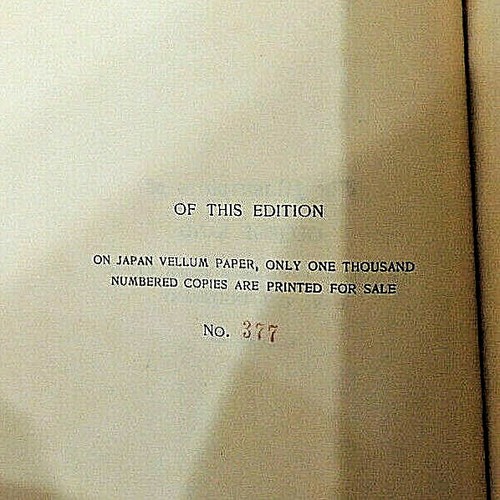 OF THIS EDITION
ON JAPAN VELLUM PAPER, ONLY ONE THOUSAND
NUMBERED COPIES ARE PRINTED FOR SALE
No. 377